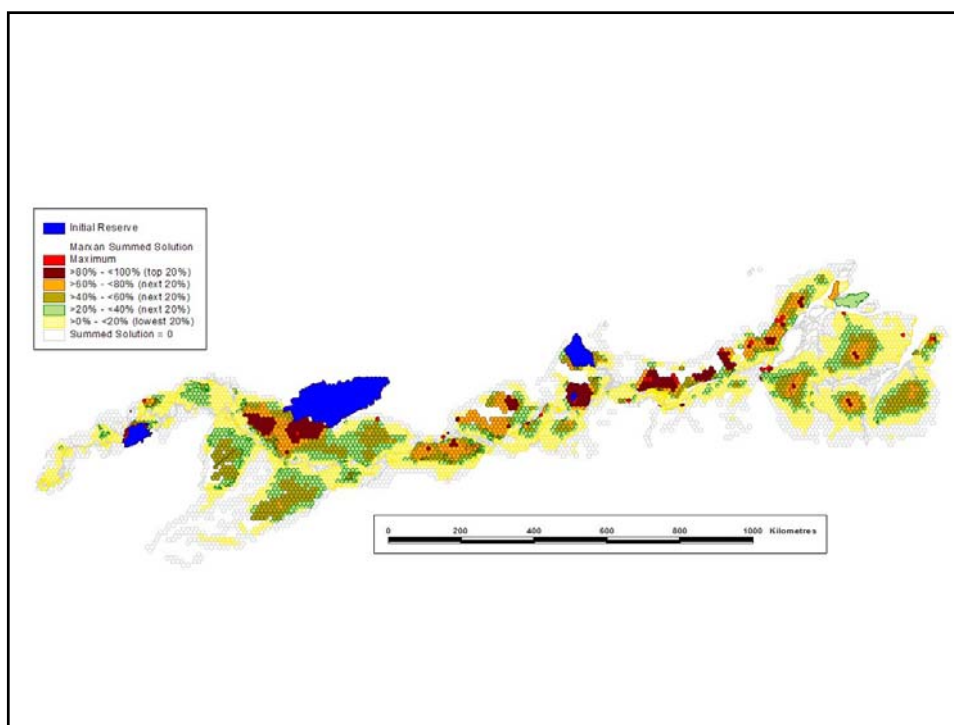 Initial Reserve
Marxan Summed Solution
Maximum
>80% - <100% (top 20%)
>60% - <80% (next 20%)
>40% - <60% (next 20%)
>20% - <40% (next 20%)
>0% - <20% (lowest 20%)
Summed Solution = 0
0 200 400 600 800 1000 Kilometres